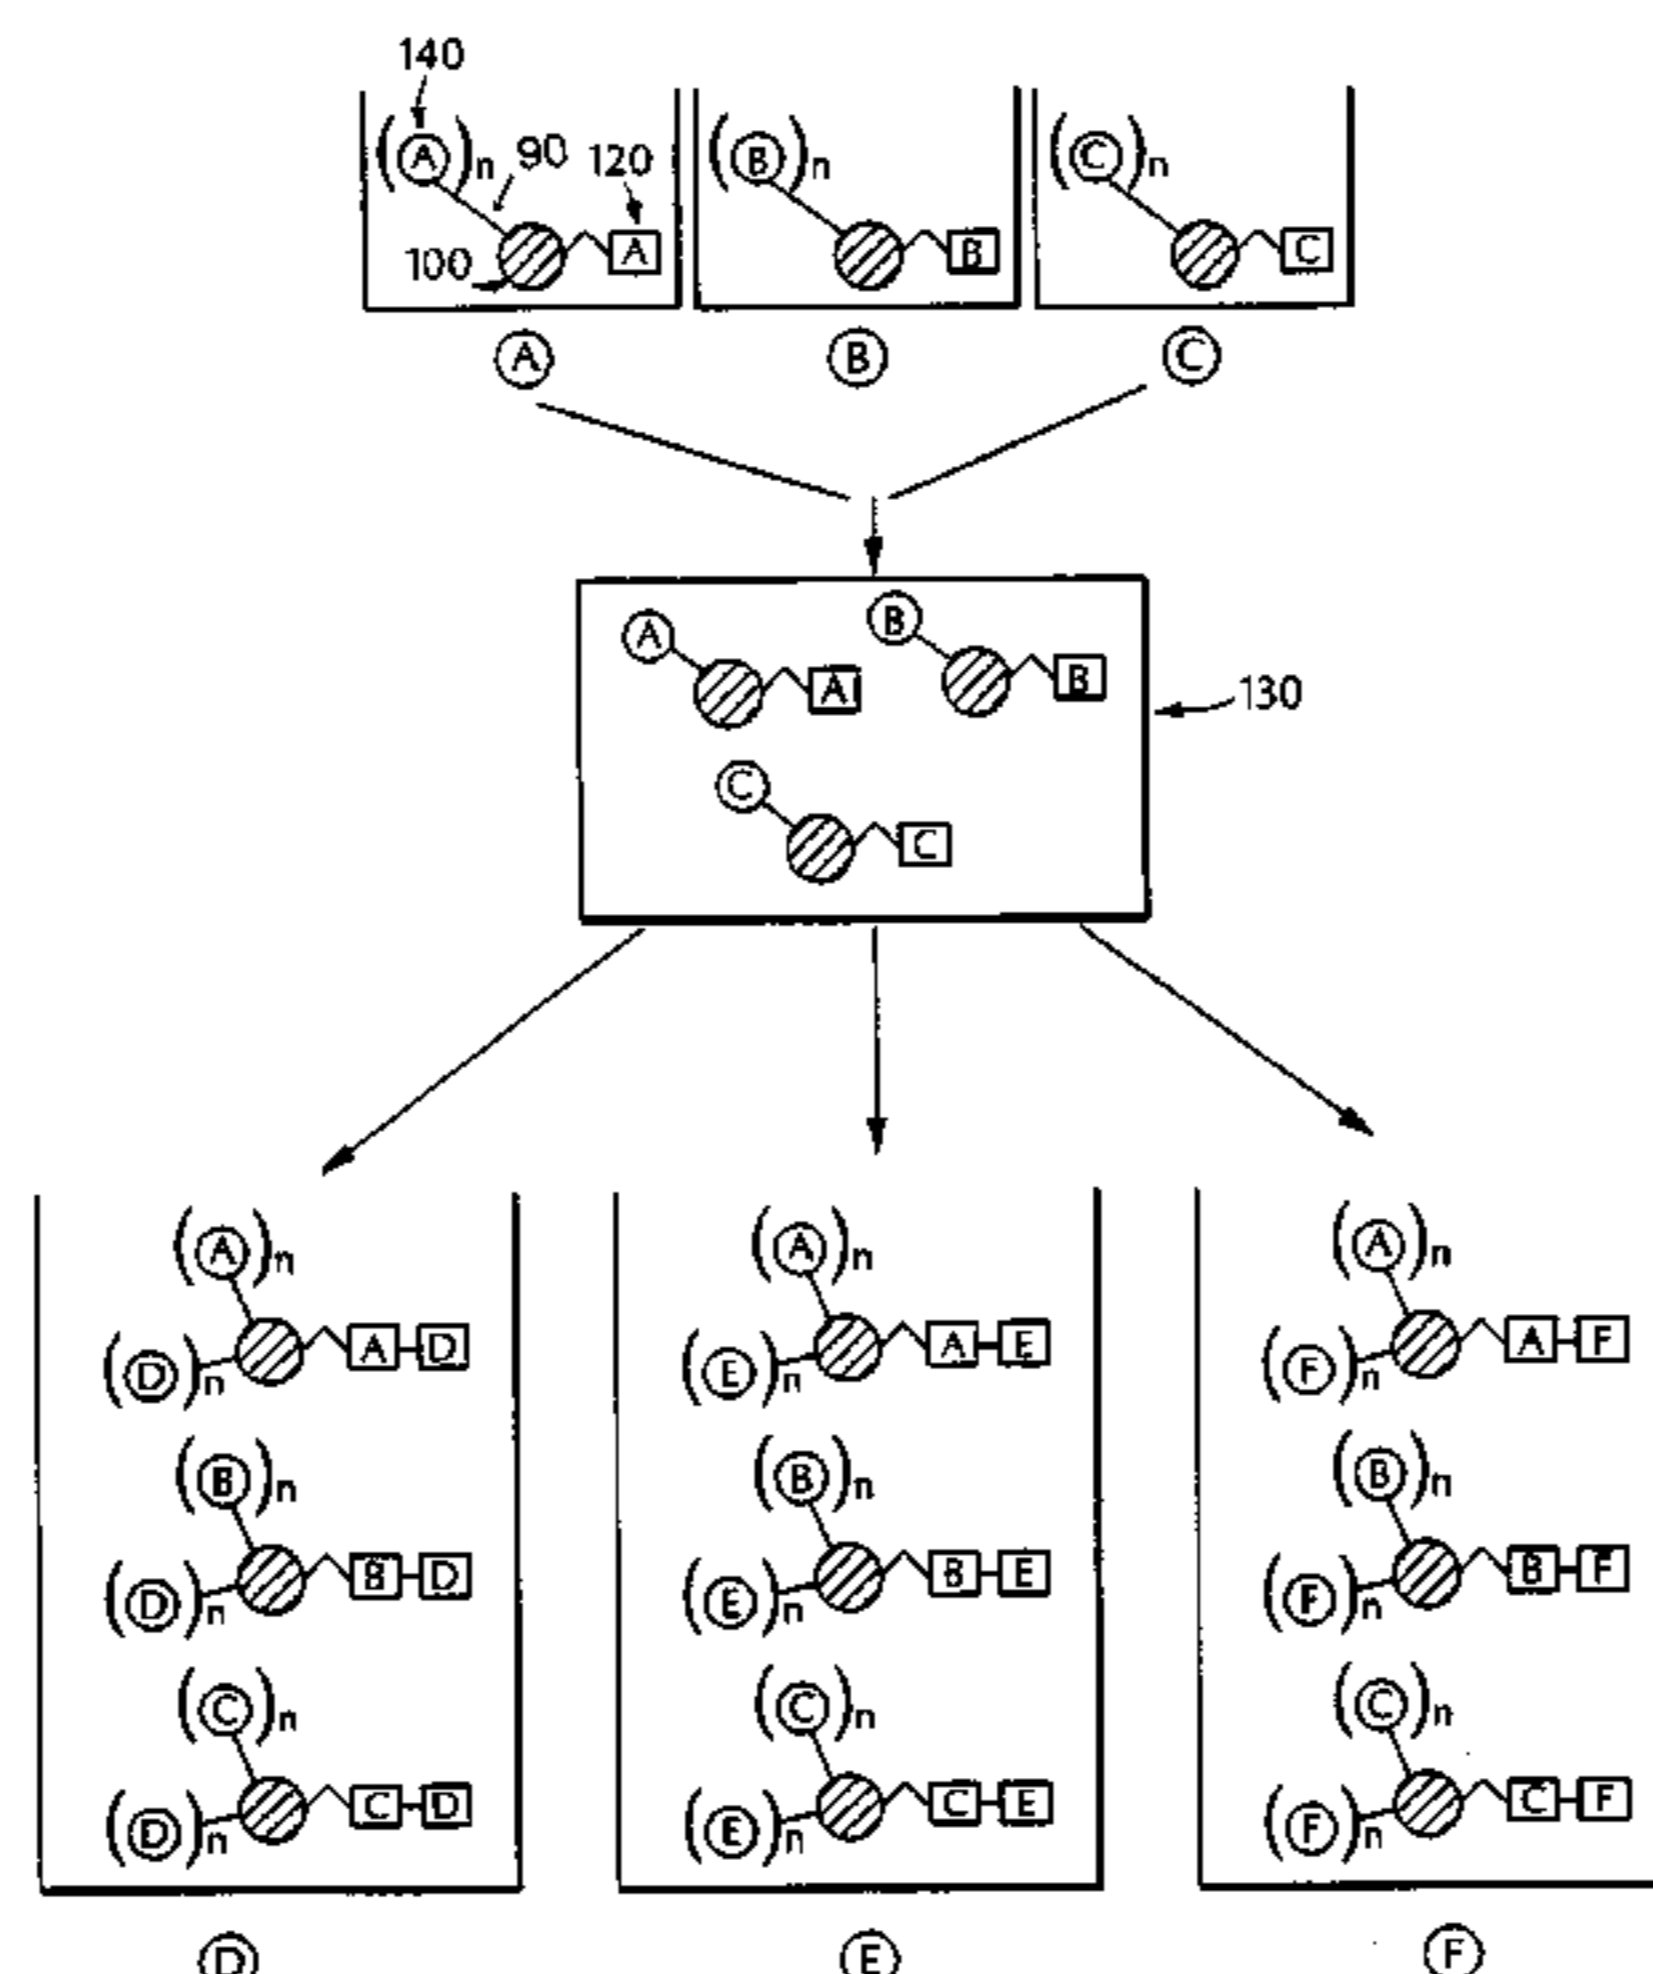 140
(A)n 90 120 (B)n (C)n
100 A B C
A B C
A B
A B 130
C
C
(A)n (A)n (A)n
(D)n A D (E)n A E (F)n A F
(B)n (B)n (B)n
(D)n B D (E)n B E (F)n B F
(C)n (C)n (C)n
(D)n C D (E)n C E (F)n C F
D E F